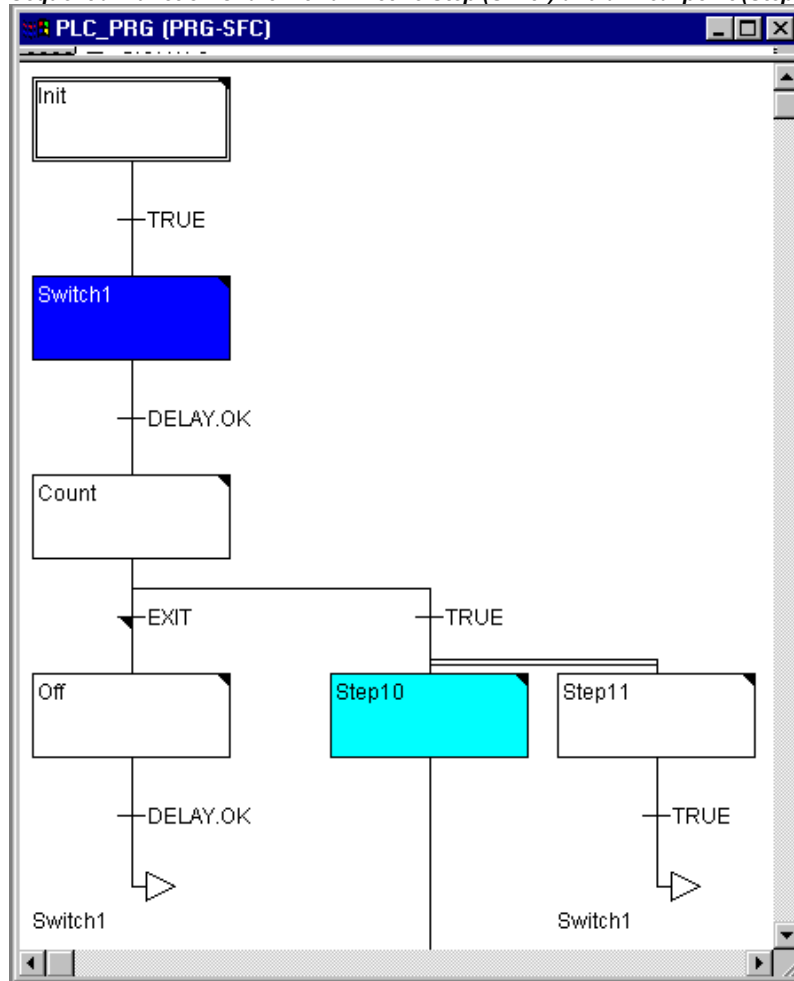 PLC_PRG (PRG-SFC)
Init
TRUE
Switch1
DELAY.OK
Count
EXIT
TRUE
Off
Step10
Step11
DELAY.OK
TRUE
Switch1
Switch1